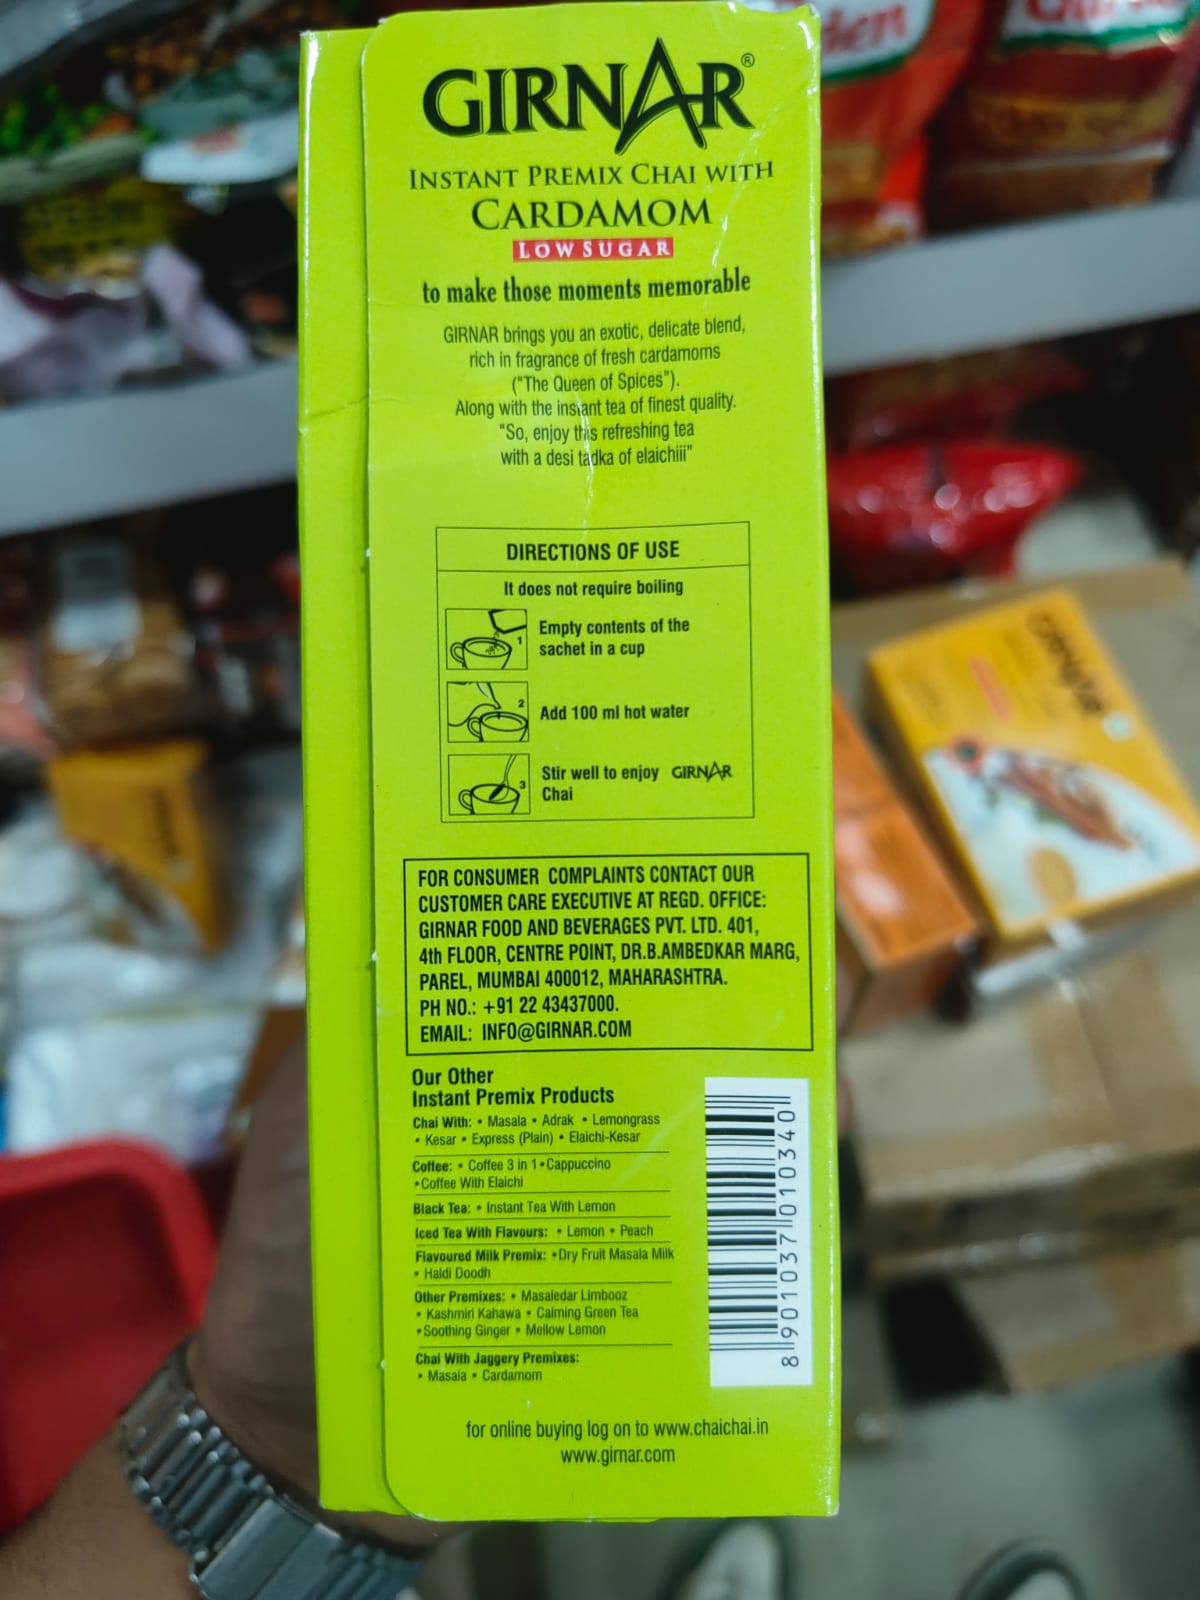 GIRNAR®
INSTANT PREMIX CHAI WITH
CARDAMOM
LOW SUGAR
to make those moments memorable
GIRNAR brings you an exotic, delicate blend,
rich in fragrance of fresh cardamoms
("The Queen of Spices").
Along with the instant tea of finest quality.
"So, enjoy this refreshing tea
with a desi tadka of elaichiii"
DIRECTIONS OF USE
It does not require boiling
1
Empty contents of the
sachet in a cup
2
Add 100 ml hot water
3
Stir well to enjoy GIRNAR
Chai
FOR CONSUMER COMPLAINTS CONTACT OUR
CUSTOMER CARE EXECUTIVE AT REGD. OFFICE:
GIRNAR FOOD AND BEVERAGES PVT. LTD. 401,
4th FLOOR, CENTRE POINT, DR.B.AMBEDKAR MARG,
PAREL, MUMBAI 400012, MAHARASHTRA.
PH NO.: +91 22 43437000.
EMAIL: INFO@GIRNAR.COM
Our Other
Instant Premix Products
Chai With: • Masala • Adrak • Lemongrass
• Kesar • Express (Plain) • Elaichi-Kesar
Coffee: • Coffee 3 in 1 • Cappuccino
• Coffee With Elaichi
Black Tea: • Instant Tea With Lemon
Iced Tea With Flavours: • Lemon • Peach
Flavoured Milk Premix: • Dry Fruit Masala Milk
• Haldi Doodh
Other Premixes: • Masaledar Limbooz
• Kashmiri Kahawa • Calming Green Tea
• Soothing Ginger • Mellow Lemon
Chai With Jaggery Premixes:
• Masala • Cardamom
8 901037 010340
for online buying log on to www.chaichai.in
www.girnar.com